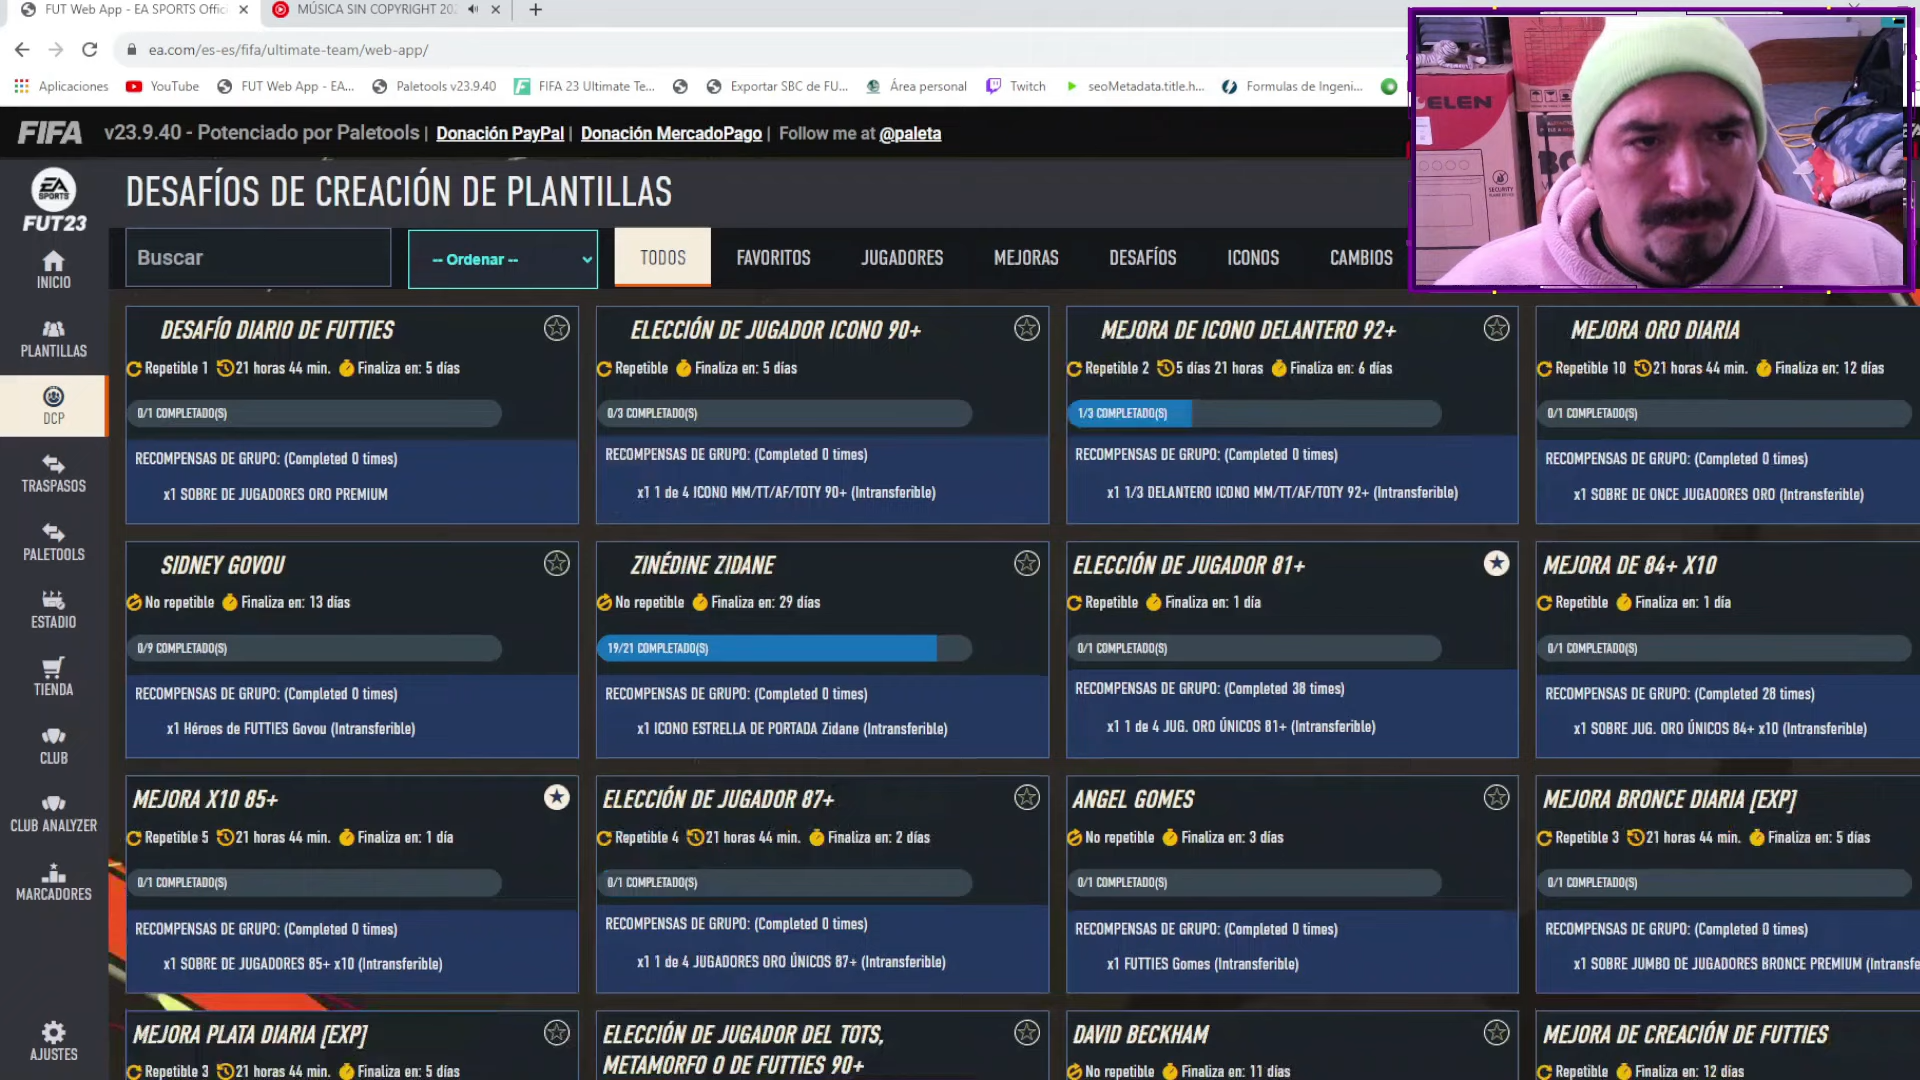 FUT Web App - EA SPORTS Offici
MÚSICA SIN COPYRIGHT 202
ea.com/es-es/fifa/ultimate-team/web-app/
Aplicaciones
YouTube
FUT Web App - EA...
Paletools v23.9.40
FIFA 23 Ultimate Te...
Exportar SBC de FU...
Área personal
Twitch
seoMetadata.title.h...
Formulas de Ingeni...
FIFA
v23.9.40 - Potenciado por Paletools | Donación PayPal | Donación MercadoPago | Follow me at @paleta
EA SPORTS
FUT23
DESAFÍOS DE CREACIÓN DE PLANTILLAS
Buscar
-- Ordenar --
TODOS
FAVORITOS
JUGADORES
MEJORAS
DESAFÍOS
ICONOS
CAMBIOS
INICIO
PLANTILLAS
DCP
TRASPASOS
PALETOOLS
ESTADIO
TIENDA
CLUB
CLUB ANALYZER
MARCADORES
AJUSTES
DESAFÍO DIARIO DE FUTTIES
Repetible 1 21 horas 44 min. Finaliza en: 5 días
0/1 COMPLETADO(S)
RECOMPENSAS DE GRUPO: (Completed 0 times)
x1 SOBRE DE JUGADORES ORO PREMIUM
ELECCIÓN DE JUGADOR ICONO 90+
Repetible Finaliza en: 5 días
0/3 COMPLETADO(S)
RECOMPENSAS DE GRUPO: (Completed 0 times)
x1 1 de 4 ICONO MM/TT/AF/TOTY 90+ (Intransferible)
MEJORA DE ICONO DELANTERO 92+
Repetible 2 5 días 21 horas Finaliza en: 6 días
1/3 COMPLETADO(S)
RECOMPENSAS DE GRUPO: (Completed 0 times)
x1 1/3 DELANTERO ICONO MM/TT/AF/TOTY 92+ (Intransferible)
MEJORA ORO DIARIA
Repetible 10 21 horas 44 min. Finaliza en: 12 días
0/1 COMPLETADO(S)
RECOMPENSAS DE GRUPO: (Completed 0 times)
x1 SOBRE DE ONCE JUGADORES ORO (Intransferible)
SIDNEY GOVOU
No repetible Finaliza en: 13 días
0/9 COMPLETADO(S)
RECOMPENSAS DE GRUPO: (Completed 0 times)
x1 Héroes de FUTTIES Govou (Intransferible)
ZINÉDINE ZIDANE
No repetible Finaliza en: 29 días
19/21 COMPLETADO(S)
RECOMPENSAS DE GRUPO: (Completed 0 times)
x1 ICONO ESTRELLA DE PORTADA Zidane (Intransferible)
ELECCIÓN DE JUGADOR 81+
Repetible Finaliza en: 1 día
0/1 COMPLETADO(S)
RECOMPENSAS DE GRUPO: (Completed 38 times)
x1 1 de 4 JUG. ORO ÚNICOS 81+ (Intransferible)
MEJORA DE 84+ X10
Repetible Finaliza en: 1 día
0/1 COMPLETADO(S)
RECOMPENSAS DE GRUPO: (Completed 28 times)
x1 SOBRE JUG. ORO ÚNICOS 84+ x10 (Intransferible)
MEJORA X10 85+
Repetible 5 21 horas 44 min. Finaliza en: 1 día
0/1 COMPLETADO(S)
RECOMPENSAS DE GRUPO: (Completed 0 times)
x1 SOBRE DE JUGADORES 85+ x10 (Intransferible)
ELECCIÓN DE JUGADOR 87+
Repetible 4 21 horas 44 min. Finaliza en: 2 días
0/1 COMPLETADO(S)
RECOMPENSAS DE GRUPO: (Completed 0 times)
x1 1 de 4 JUGADORES ORO ÚNICOS 87+ (Intransferible)
ANGEL GOMES
No repetible Finaliza en: 3 días
0/1 COMPLETADO(S)
RECOMPENSAS DE GRUPO: (Completed 0 times)
x1 FUTTIES Gomes (Intransferible)
MEJORA BRONCE DIARIA [EXP]
Repetible 3 21 horas 44 min. Finaliza en: 5 días
0/1 COMPLETADO(S)
RECOMPENSAS DE GRUPO: (Completed 0 times)
x1 SOBRE JUMBO DE JUGADORES BRONCE PREMIUM (Intransfe
MEJORA PLATA DIARIA [EXP]
Repetible 3 21 horas 44 min. Finaliza en: 5 días
ELECCIÓN DE JUGADOR DEL TOTS,
METAMORFO O DE FUTTIES 90+
DAVID BECKHAM
No repetible Finaliza en: 11 días
MEJORA DE CREACIÓN DE FUTTIES
Repetible Finaliza en: 12 días